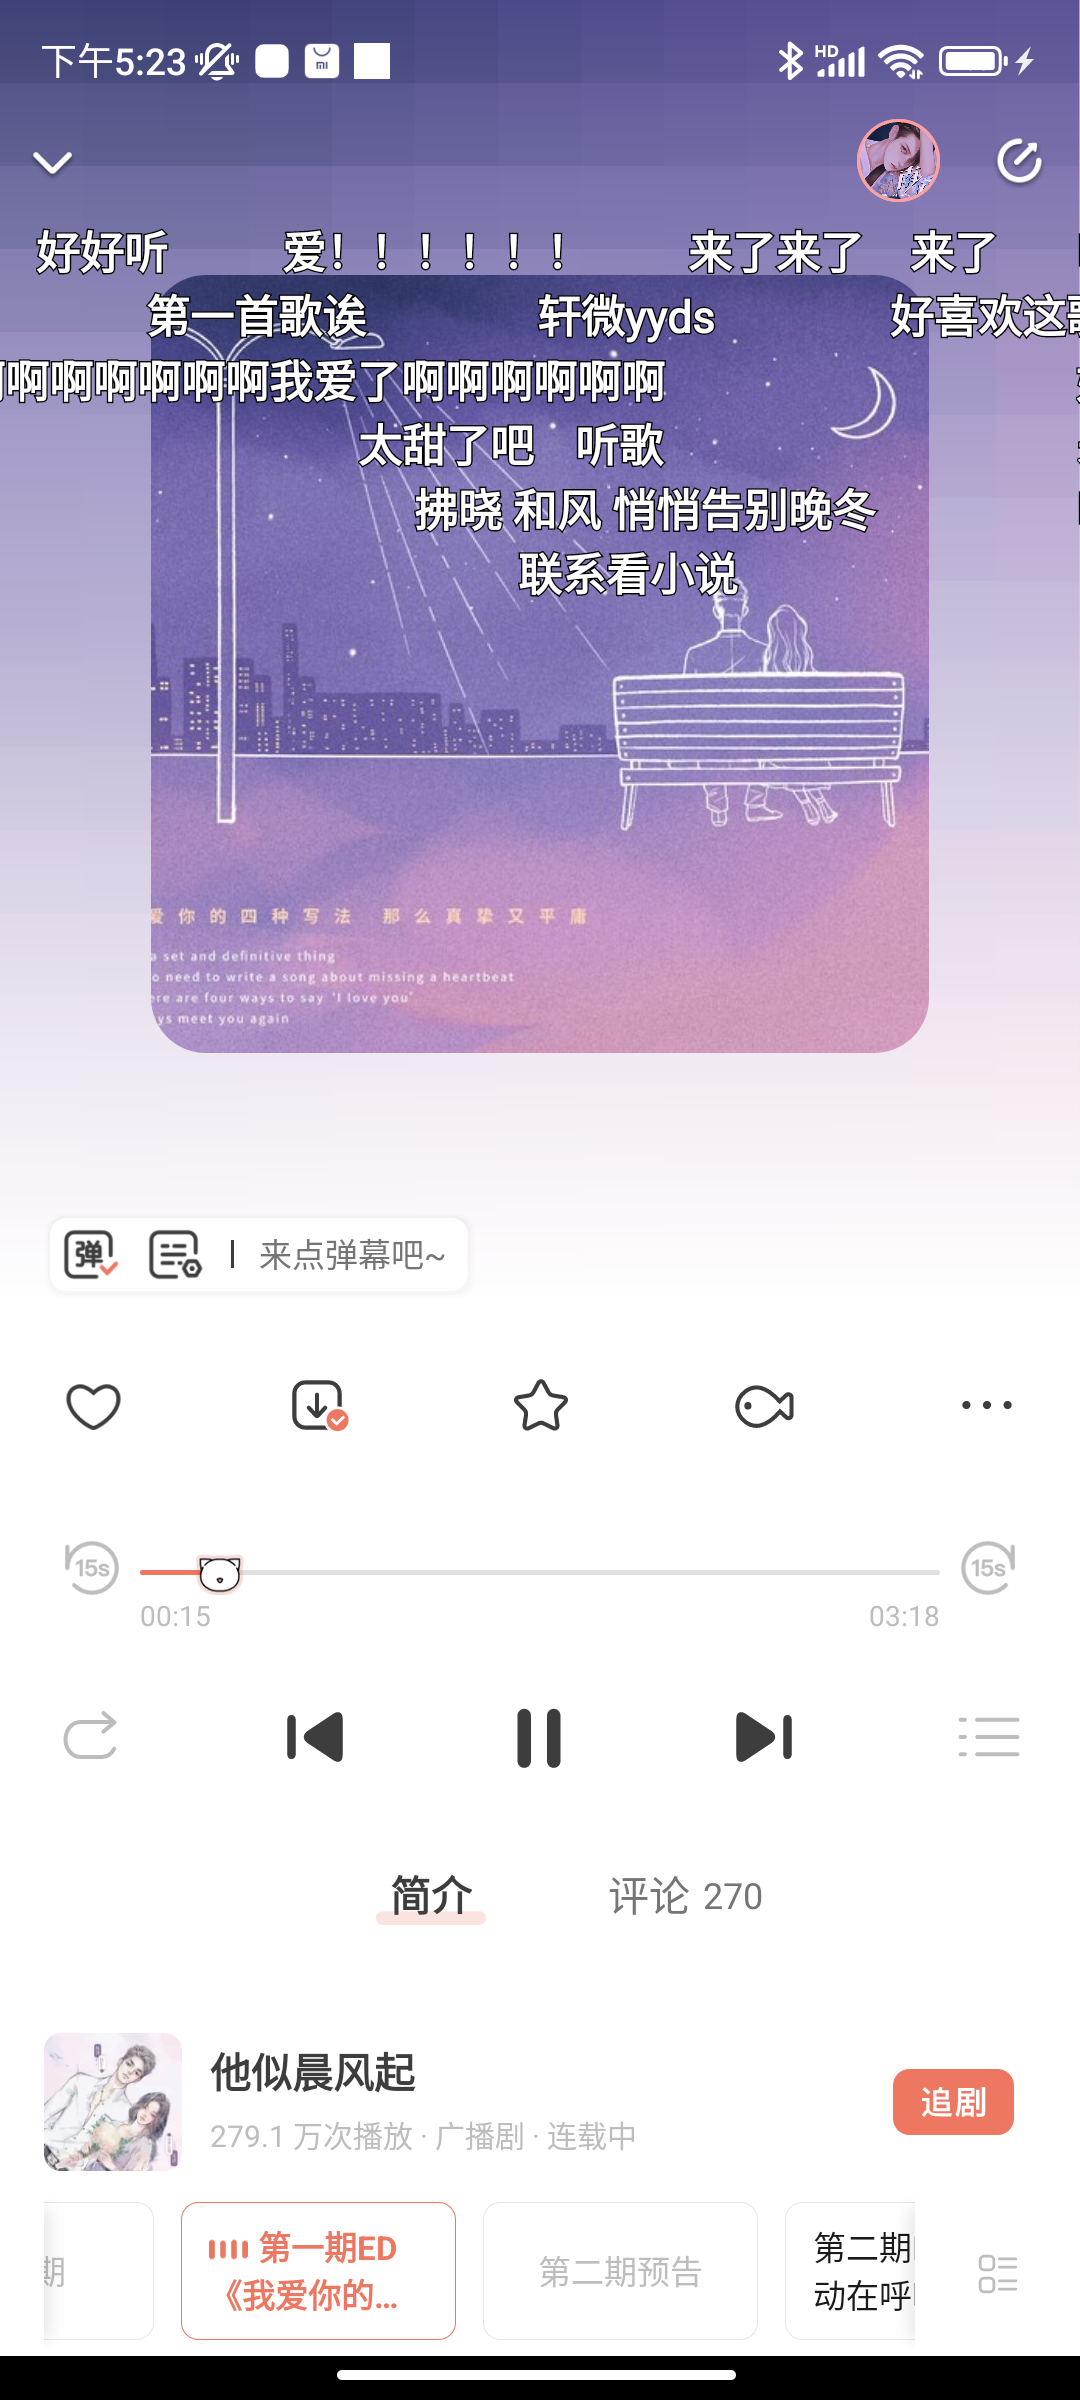 下午5:23
HD
好好听 爱！！！！！！ 来了来了 来了
第一首歌诶 轩微yyds 好喜欢这歌
啊啊啊啊啊啊我爱了啊啊啊啊啊啊
太甜了吧 听歌
拂晓 和风 悄悄告别晚冬
联系看小说
爱你的四种写法 那么真挚又平庸
a set and definitive thing
o need to write a song about missing a heartbeat
ere are four ways to say 'I love you'
ys meet you again
弹 来点弹幕吧~
15s 15s
00:15 03:18
简介 评论 270
他似晨风起
279.1 万次播放 · 广播剧 · 连载中
追剧
期 第一期ED
《我爱你的...
第二期预告
第二期
动在呼